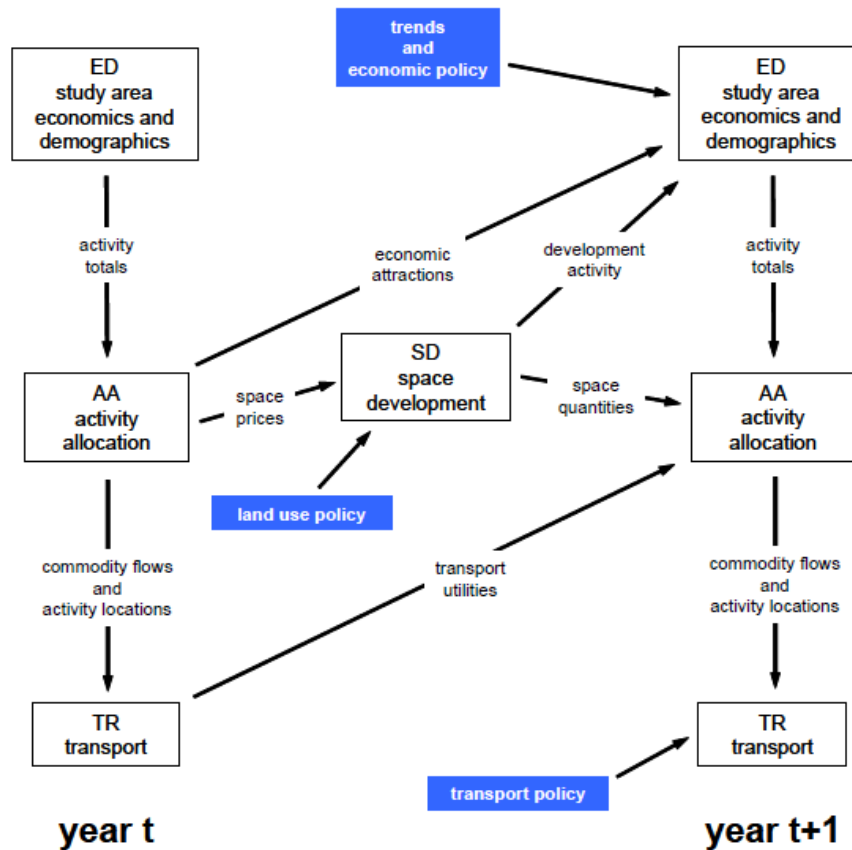 trends
and
economic policy
ED
study area
economics and
demographics
ED
study area
economics and
demographics
activity
totals
economic
attractions
development
activity
activity
totals
AA
activity
allocation
space
prices
SD
space
development
space
quantities
AA
activity
allocation
land use policy
commodity flows
and
activity locations
transport
utilities
commodity flows
and
activity locations
TR
transport
TR
transport
transport policy
year t
year t+1